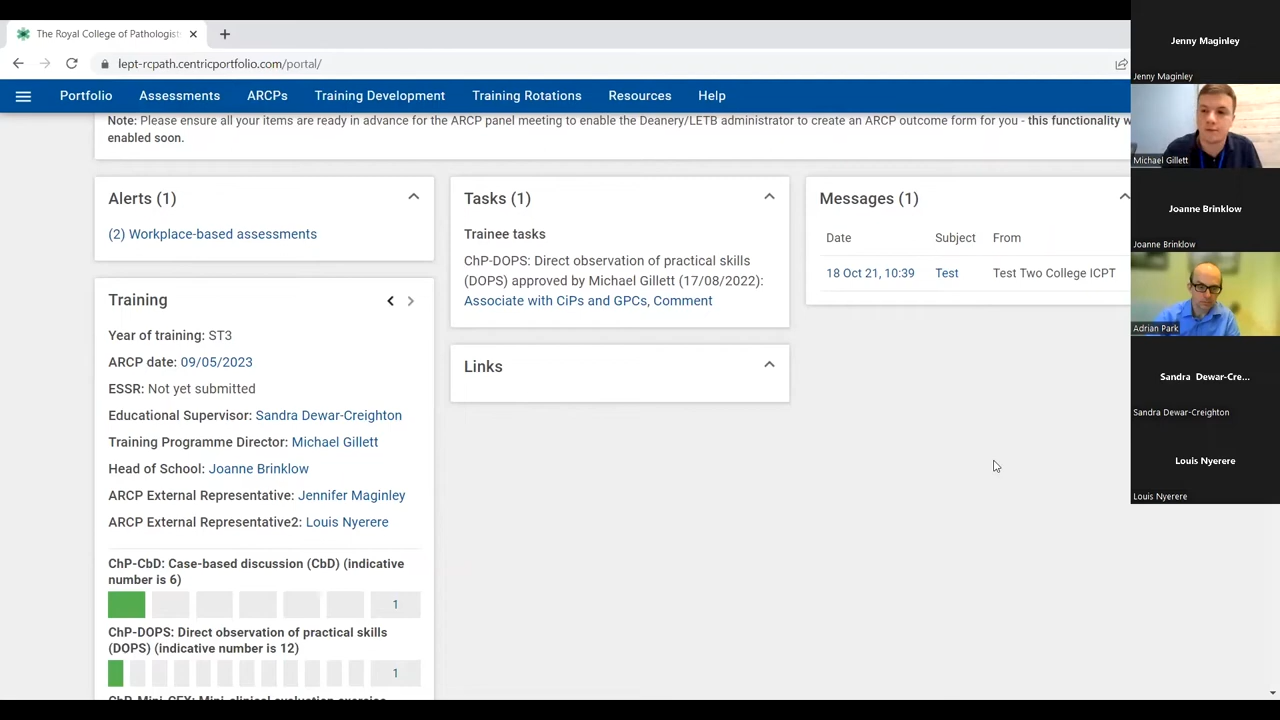 The Royal College of Pathologist
lept-rcpath.centricportfolio.com/portal/
Portfolio
Assessments
ARCPs
Training Development
Training Rotations
Resources
Help
Note: Please ensure all your items are ready in advance for the ARCP panel meeting to enable the Deanery/LETB administrator to create an ARCP outcome form for you - this functionality w
enabled soon.
Alerts (1)
(2) Workplace-based assessments
Training
Year of training: ST3
ARCP date: 09/05/2023
ESSR: Not yet submitted
Educational Supervisor: Sandra Dewar-Creighton
Training Programme Director: Michael Gillett
Head of School: Joanne Brinklow
ARCP External Representative: Jennifer Maginley
ARCP External Representative2: Louis Nyerere
ChP-CbD: Case-based discussion (CbD) (indicative
number is 6)
1
ChP-DOPS: Direct observation of practical skills
(DOPS) (indicative number is 12)
1
ChP-Mini-CEX: Mini-clinical evaluation exercise
Tasks (1)
Trainee tasks
ChP-DOPS: Direct observation of practical skills
(DOPS) approved by Michael Gillett (17/08/2022):
Associate with CiPs and GPCs, Comment
Links
Messages (1)
Date Subject From
18 Oct 21, 10:39 Test Test Two College ICPT
Jenny Maginley
Jenny Maginley
Michael Gillett
Joanne Brinklow
Joanne Brinklow
Adrian Park
Sandra Dewar-Cre...
Sandra Dewar-Creighton
Louis Nyerere
Louis Nyerere